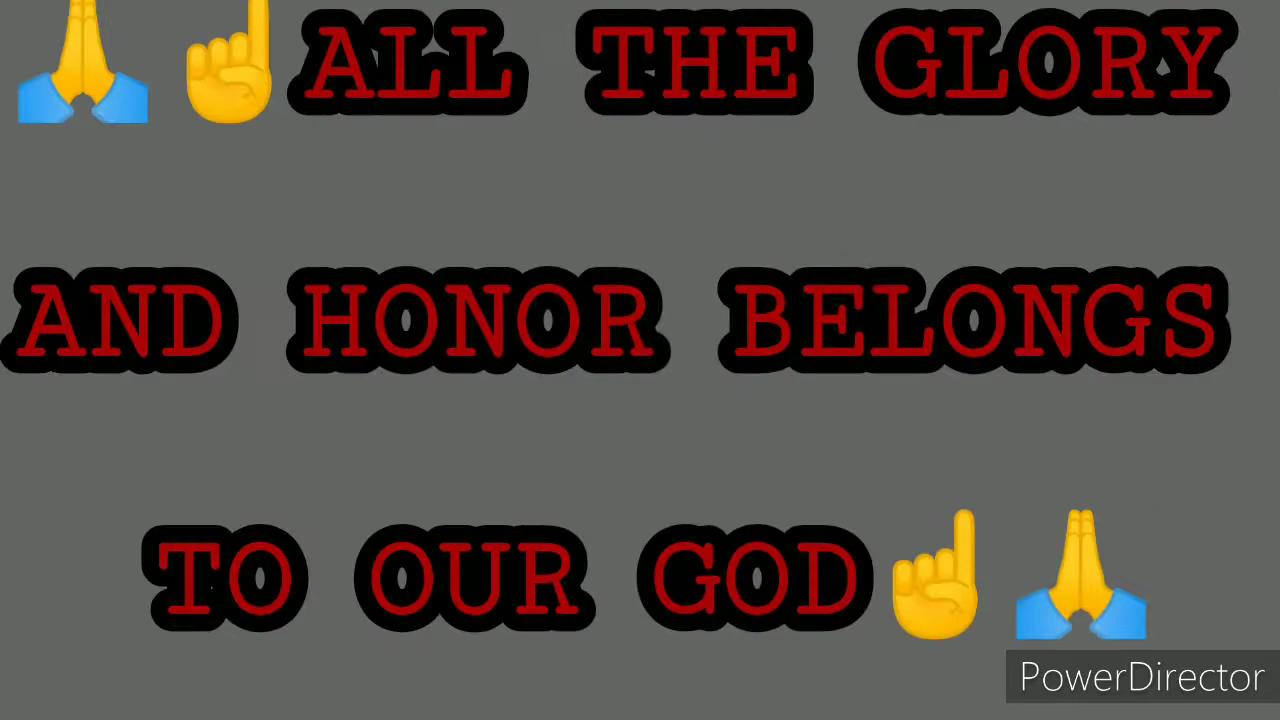 🙏☝ALL THE GLORY
AND HONOR BELONGS
TO OUR GOD☝🙏
PowerDirector